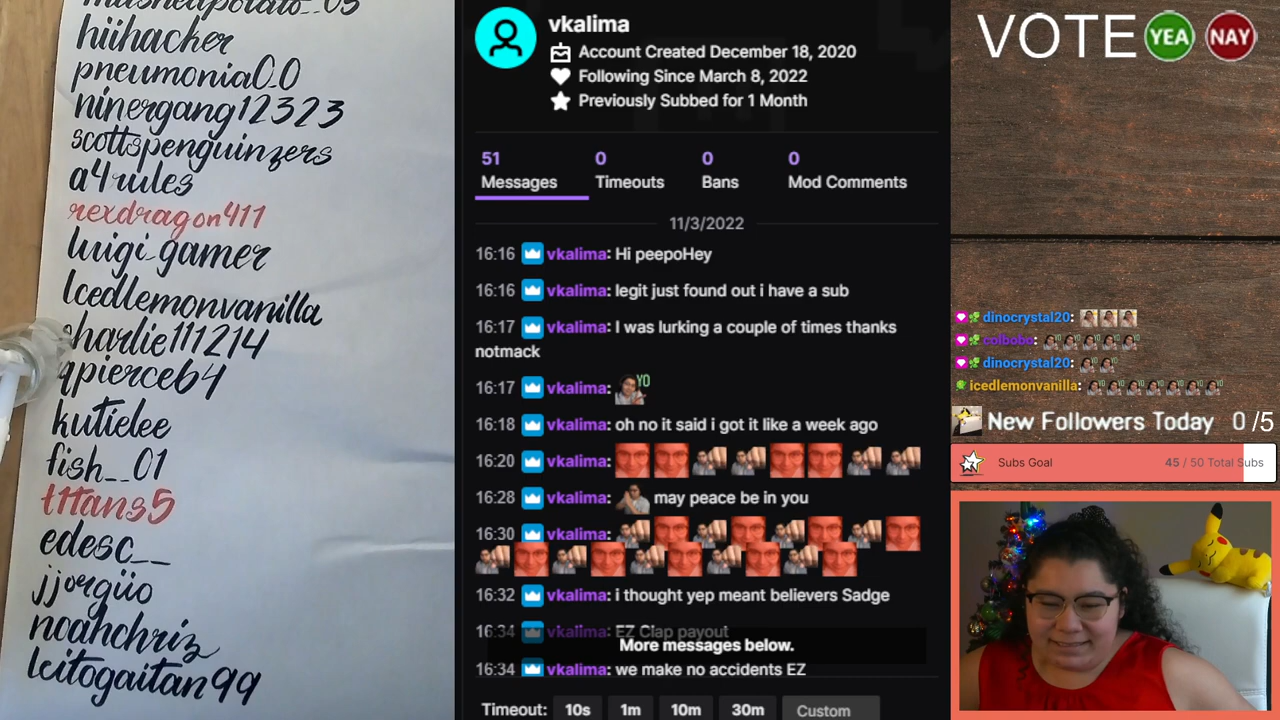 hiihacker
pneumonia0_0
ninergang12323
scottspenguinzers
a4rules
rexdragon411
luigi_gamer
Icedlemonvanilla
charlie111214
qpierce64
kutielee
fish__01
t1tans5
edesc__
jjorgüo
noahchriz
lcitogaitan99
vkalima
Account Created December 18, 2020
Following Since March 8, 2022
Previously Subbed for 1 Month
51 0 0 0
Messages Timeouts Bans Mod Comments
11/3/2022
16:16 vkalima: Hi peepoHey
16:16 vkalima: legit just found out i have a sub
16:17 vkalima: I was lurking a couple of times thanks
notmack
16:17 vkalima: YO
16:18 vkalima: oh no it said i got it like a week ago
16:20 vkalima:
16:28 vkalima: may peace be in you
16:30 vkalima:
16:32 vkalima: i thought yep meant believers Sadge
16:34 vkalima: EZ Clap payout
More messages below.
16:34 vkalima: we make no accidents EZ
Timeout: 10s 1m 10m 30m Custom
VOTE YEA NAY
dinocrystal20:
colbobo:
dinocrystal20:
icedlemonvanilla:
New Followers Today 0 /5
Subs Goal 45 / 50 Total Subs